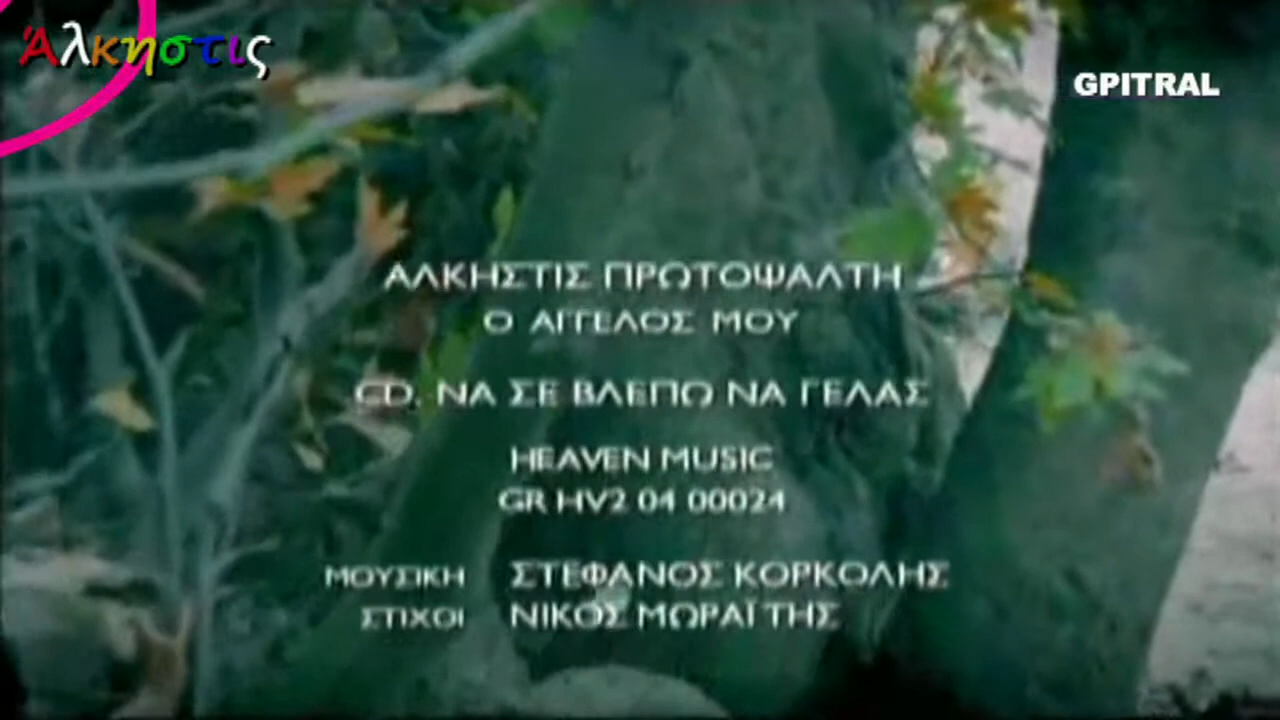 Άλκηστις
GPITRAL
ΑΛΚΗΣΤΙΣ ΠΡΩΤΟΨΑΛΤΗ
Ο ΑΓΓΕΛΟΣ ΜΟΥ
CD. ΝΑ ΣΕ ΒΛΕΠΩ ΝΑ ΓΕΛΑΣ
HEAVEN MUSIC
GR HV2 04 00024
ΜΟΥΣΙΚΗ ΣΤΕΦΑΝΟΣ ΚΟΡΚΟΛΗΣ
ΣΤΙΧΟΙ ΝΙΚΟΣ ΜΩΡΑΪΤΗΣ